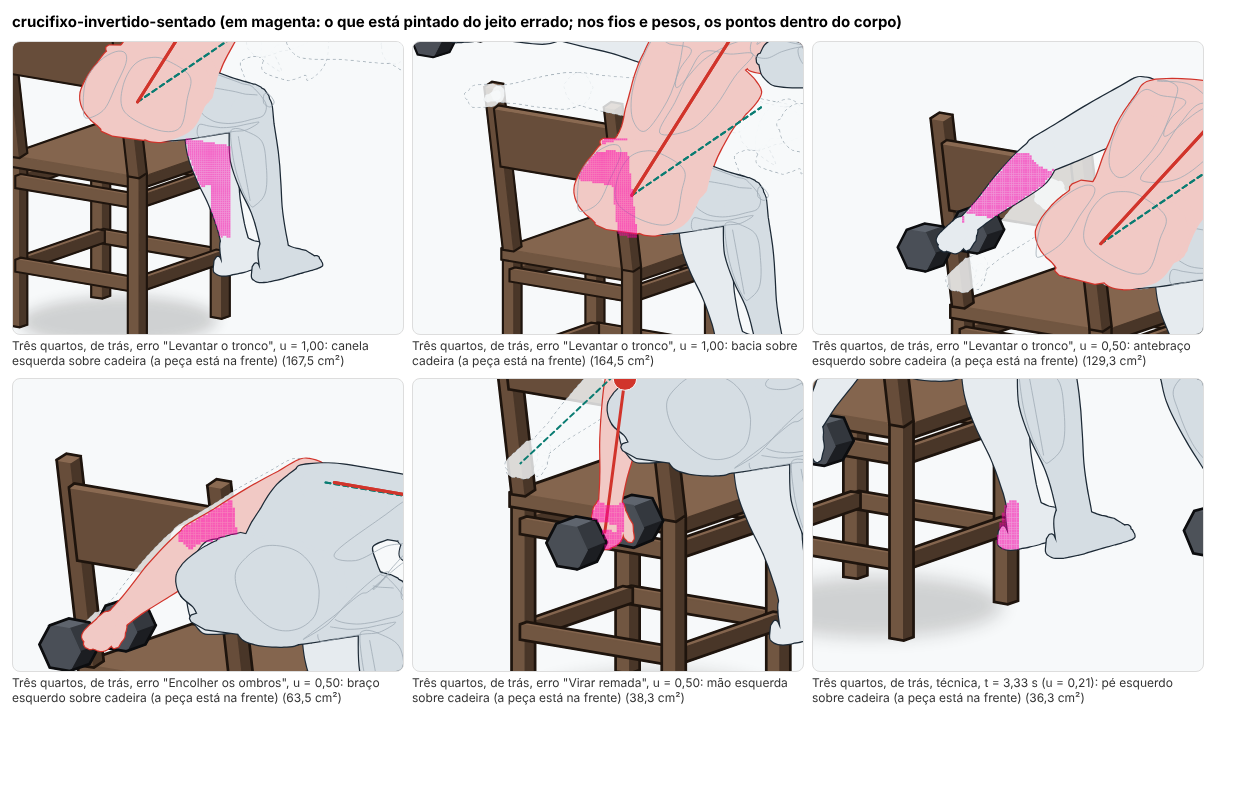 crucifixo-invertido-sentado (em magenta: o que está pintado do jeito errado; nos fios e pesos, os pontos dentro do corpo)
Três quartos, de trás, erro "Levantar o tronco", u = 1,00: canela
esquerda sobre cadeira (a peça está na frente) (167,5 cm²)
Três quartos, de trás, erro "Levantar o tronco", u = 1,00: bacia sobre
cadeira (a peça está na frente) (164,5 cm²)
Três quartos, de trás, erro "Levantar o tronco", u = 0,50: antebraço
esquerdo sobre cadeira (a peça está na frente) (129,3 cm²)
Três quartos, de trás, erro "Encolher os ombros", u = 0,50: braço
esquerdo sobre cadeira (a peça está na frente) (63,5 cm²)
Três quartos, de trás, erro "Virar remada", u = 0,50: mão esquerda
sobre cadeira (a peça está na frente) (38,3 cm²)
Três quartos, de trás, técnica, t = 3,33 s (u = 0,21): pé esquerdo
sobre cadeira (a peça está na frente) (36,3 cm²)